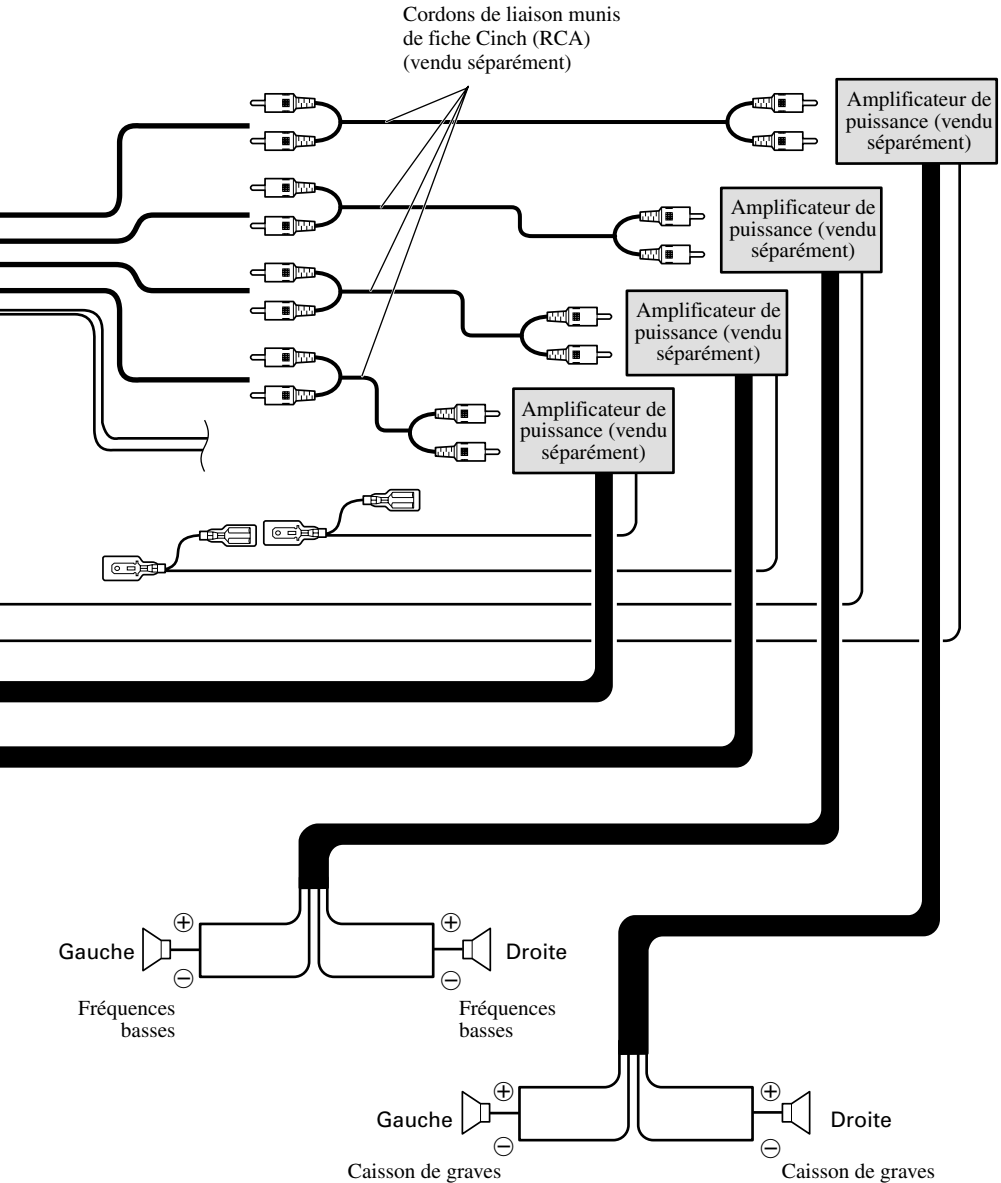 Cordons de liaison munis
de fiche Cinch (RCA)
(vendu séparément)
Amplificateur de
puissance (vendu
séparément)
Amplificateur de
puissance (vendu
séparément)
Amplificateur de
puissance (vendu
séparément)
Amplificateur de
puissance (vendu
séparément)
Gauche
Droite
Fréquences
basses
Fréquences
basses
Gauche
Droite
Caisson de graves
Caisson de graves